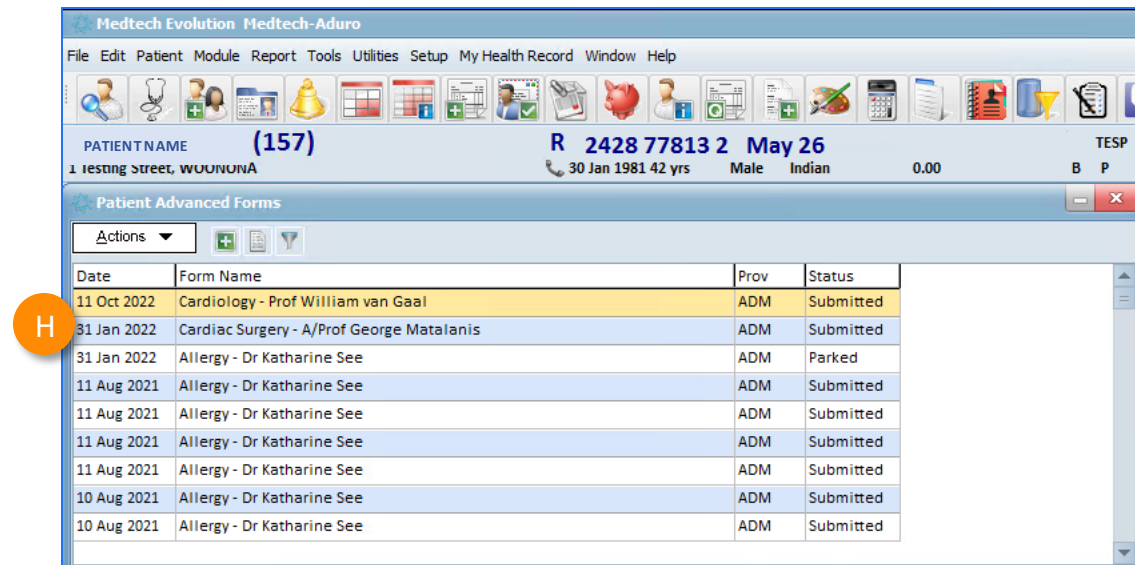 Medtech Evolution Medtech-Aduro
File Edit Patient Module Report Tools Utilities Setup My Health Record Window Help
PATIENT NAME (157) R 2428 77813 2 May 26 TESP
1 Testing Street, WOONONA 30 Jan 1981 42 yrs Male Indian 0.00 B P
Patient Advanced Forms
Actions
Date Form Name Prov Status
11 Oct 2022 Cardiology - Prof William van Gaal ADM Submitted
H
31 Jan 2022 Cardiac Surgery - A/Prof George Matalanis ADM Submitted
31 Jan 2022 Allergy - Dr Katharine See ADM Parked
11 Aug 2021 Allergy - Dr Katharine See ADM Submitted
11 Aug 2021 Allergy - Dr Katharine See ADM Submitted
11 Aug 2021 Allergy - Dr Katharine See ADM Submitted
11 Aug 2021 Allergy - Dr Katharine See ADM Submitted
10 Aug 2021 Allergy - Dr Katharine See ADM Submitted
10 Aug 2021 Allergy - Dr Katharine See ADM Submitted